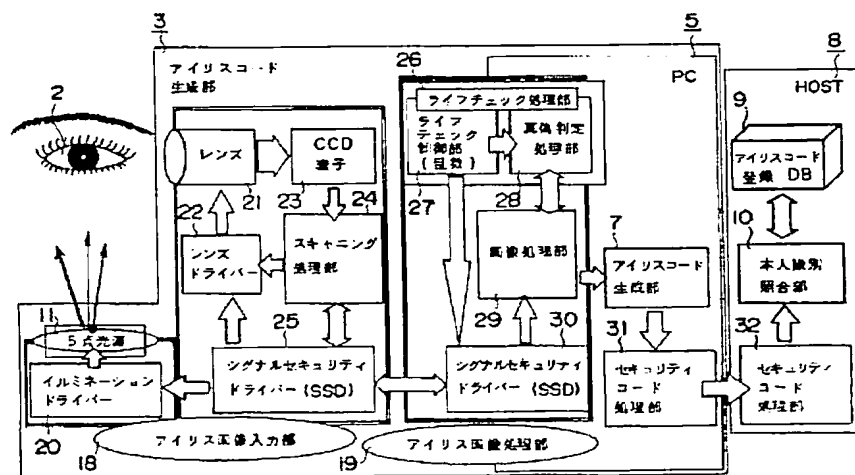 3
アイリスコード
生成部
2
レンズ
21
CCD
素子
23
24
22
レンズ
ドライバー
スキャニング
処理部
25
シグナルセキュリティ
ドライバー(SSD)
11
5点光源
イルミネーション
ドライバー
20
18
アイリス画像入力部
26
ライフチェック処理部
ライフ
チェック
制御部
(乱数)
27
真偽判定
処理部
28
画像処理部
29
30
シグナルセキュリティ
ドライバー(SSD)
19
アイリス画像処理部
5
PC
7
アイリスコード
生成部
31
セキュリティ
コード
処理部
8
HOST
9
アイリスコード
登録 DB
10
本人識別
照合部
32
セキュリティ
コード
処理部